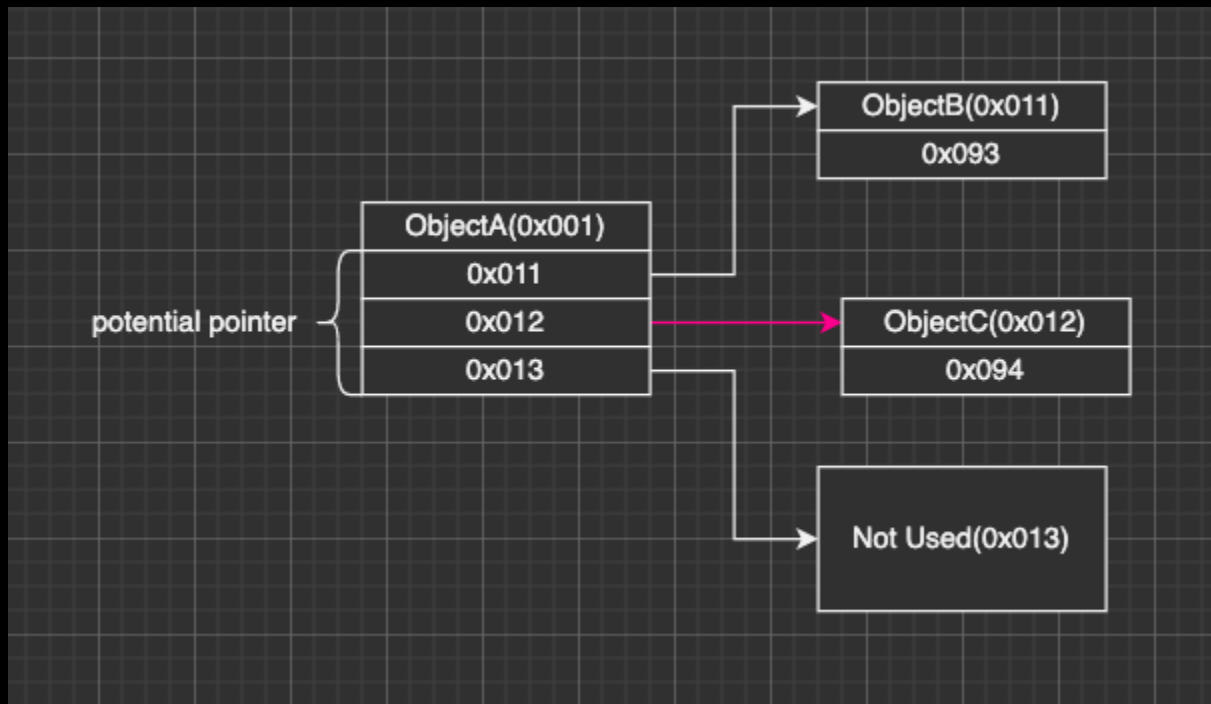 ObjectB(0x011)
0x093
ObjectA(0x001)
0x011
potential pointer
0x012
0x013
ObjectC(0x012)
0x094
Not Used(0x013)